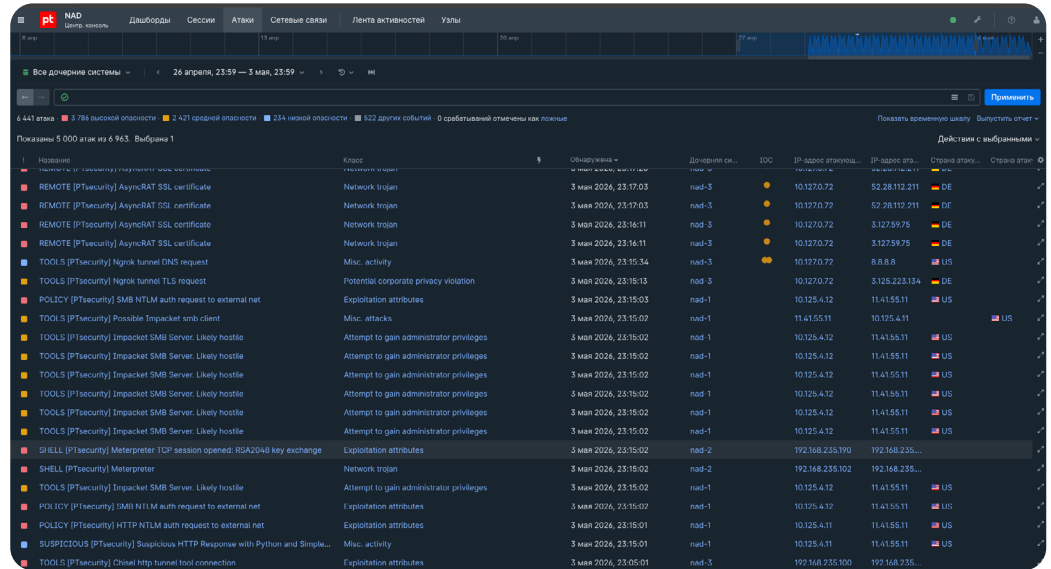 pt NAD Центр. консоль Дашборды Сессии Атаки Сетевые связи Лента активностей Узлы
6 апр 13 апр 20 апр 27 апр
Все дочерние системы 26 апреля, 23:59 — 3 мая, 23:59
Применить
6 441 атака · 3 786 высокой опасности · 2 421 средней опасности · 234 низкой опасности · 522 других событий · 0 срабатываний отмечены как ложные Показать временную шкалу Выпустить отчет
Показаны 5 000 атак из 6 963. Выбрана 1 Действия с выбранными
! Название Класс Обнаружена Дочерняя си... IOC IP-адрес атакующ... IP-адрес ата... Страна атаку... Страна атак
REMOTE [PTsecurity] AsyncRAT SSL certificate Network trojan 3 мая 2026, 23:17:03 nad-3 10.127.0.72 52.28.112.211 DE
REMOTE [PTsecurity] AsyncRAT SSL certificate Network trojan 3 мая 2026, 23:17:03 nad-3 10.127.0.72 52.28.112.211 DE
REMOTE [PTsecurity] AsyncRAT SSL certificate Network trojan 3 мая 2026, 23:16:11 nad-3 10.127.0.72 3.127.59.75 DE
REMOTE [PTsecurity] AsyncRAT SSL certificate Network trojan 3 мая 2026, 23:16:11 nad-3 10.127.0.72 3.127.59.75 DE
TOOLS [PTsecurity] Ngrok tunnel DNS request Misc. activity 3 мая 2026, 23:15:34 nad-3 10.127.0.72 8.8.8.8 US
TOOLS [PTsecurity] Ngrok tunnel TLS request Potential corporate privacy violation 3 мая 2026, 23:15:13 nad-3 10.127.0.72 3.125.223.134 DE
POLICY [PTsecurity] SMB NTLM auth request to external net Exploitation attributes 3 мая 2026, 23:15:03 nad-1 10.125.4.12 11.41.55.11 US
TOOLS [PTsecurity] Possible Impacket smb client Misc. attacks 3 мая 2026, 23:15:02 nad-1 11.41.55.11 10.125.4.11 US
TOOLS [PTsecurity] Impacket SMB Server. Likely hostile Attempt to gain administrator privileges 3 мая 2026, 23:15:02 nad-1 10.125.4.12 11.41.55.11 US
TOOLS [PTsecurity] Impacket SMB Server. Likely hostile Attempt to gain administrator privileges 3 мая 2026, 23:15:02 nad-1 10.125.4.12 11.41.55.11 US
TOOLS [PTsecurity] Impacket SMB Server. Likely hostile Attempt to gain administrator privileges 3 мая 2026, 23:15:02 nad-1 10.125.4.12 11.41.55.11 US
TOOLS [PTsecurity] Impacket SMB Server. Likely hostile Attempt to gain administrator privileges 3 мая 2026, 23:15:02 nad-1 10.125.4.12 11.41.55.11 US
TOOLS [PTsecurity] Impacket SMB Server. Likely hostile Attempt to gain administrator privileges 3 мая 2026, 23:15:02 nad-1 10.125.4.12 11.41.55.11 US
TOOLS [PTsecurity] Impacket SMB Server. Likely hostile Attempt to gain administrator privileges 3 мая 2026, 23:15:02 nad-1 10.125.4.12 11.41.55.11 US
SHELL [PTsecurity] Meterpreter TCP session opened: RSA2048 key exchange Exploitation attributes 3 мая 2026, 23:15:02 nad-2 192.168.235.190 192.168.235....
SHELL [PTsecurity] Meterpreter Network trojan 3 мая 2026, 23:15:02 nad-2 192.168.235.102 192.168.235....
TOOLS [PTsecurity] Impacket SMB Server. Likely hostile Attempt to gain administrator privileges 3 мая 2026, 23:15:02 nad-1 10.125.4.12 11.41.55.11 US
POLICY [PTsecurity] SMB NTLM auth request to external net Exploitation attributes 3 мая 2026, 23:15:02 nad-1 10.125.4.12 11.41.55.11 US
POLICY [PTsecurity] HTTP NTLM auth request to external net Exploitation attributes 3 мая 2026, 23:15:01 nad-1 10.125.4.11 11.41.55.11 US
SUSPICIOUS [PTsecurity] Suspicious HTTP Response with Python and Simple... Misc. activity 3 мая 2026, 23:15:01 nad-1 10.125.4.11 11.41.55.11 US
TOOLS [PTsecurity] Chisel http tunnel tool connection Exploitation attributes 3 мая 2026, 23:05:01 nad-3 192.168.235.100 192.168.235....